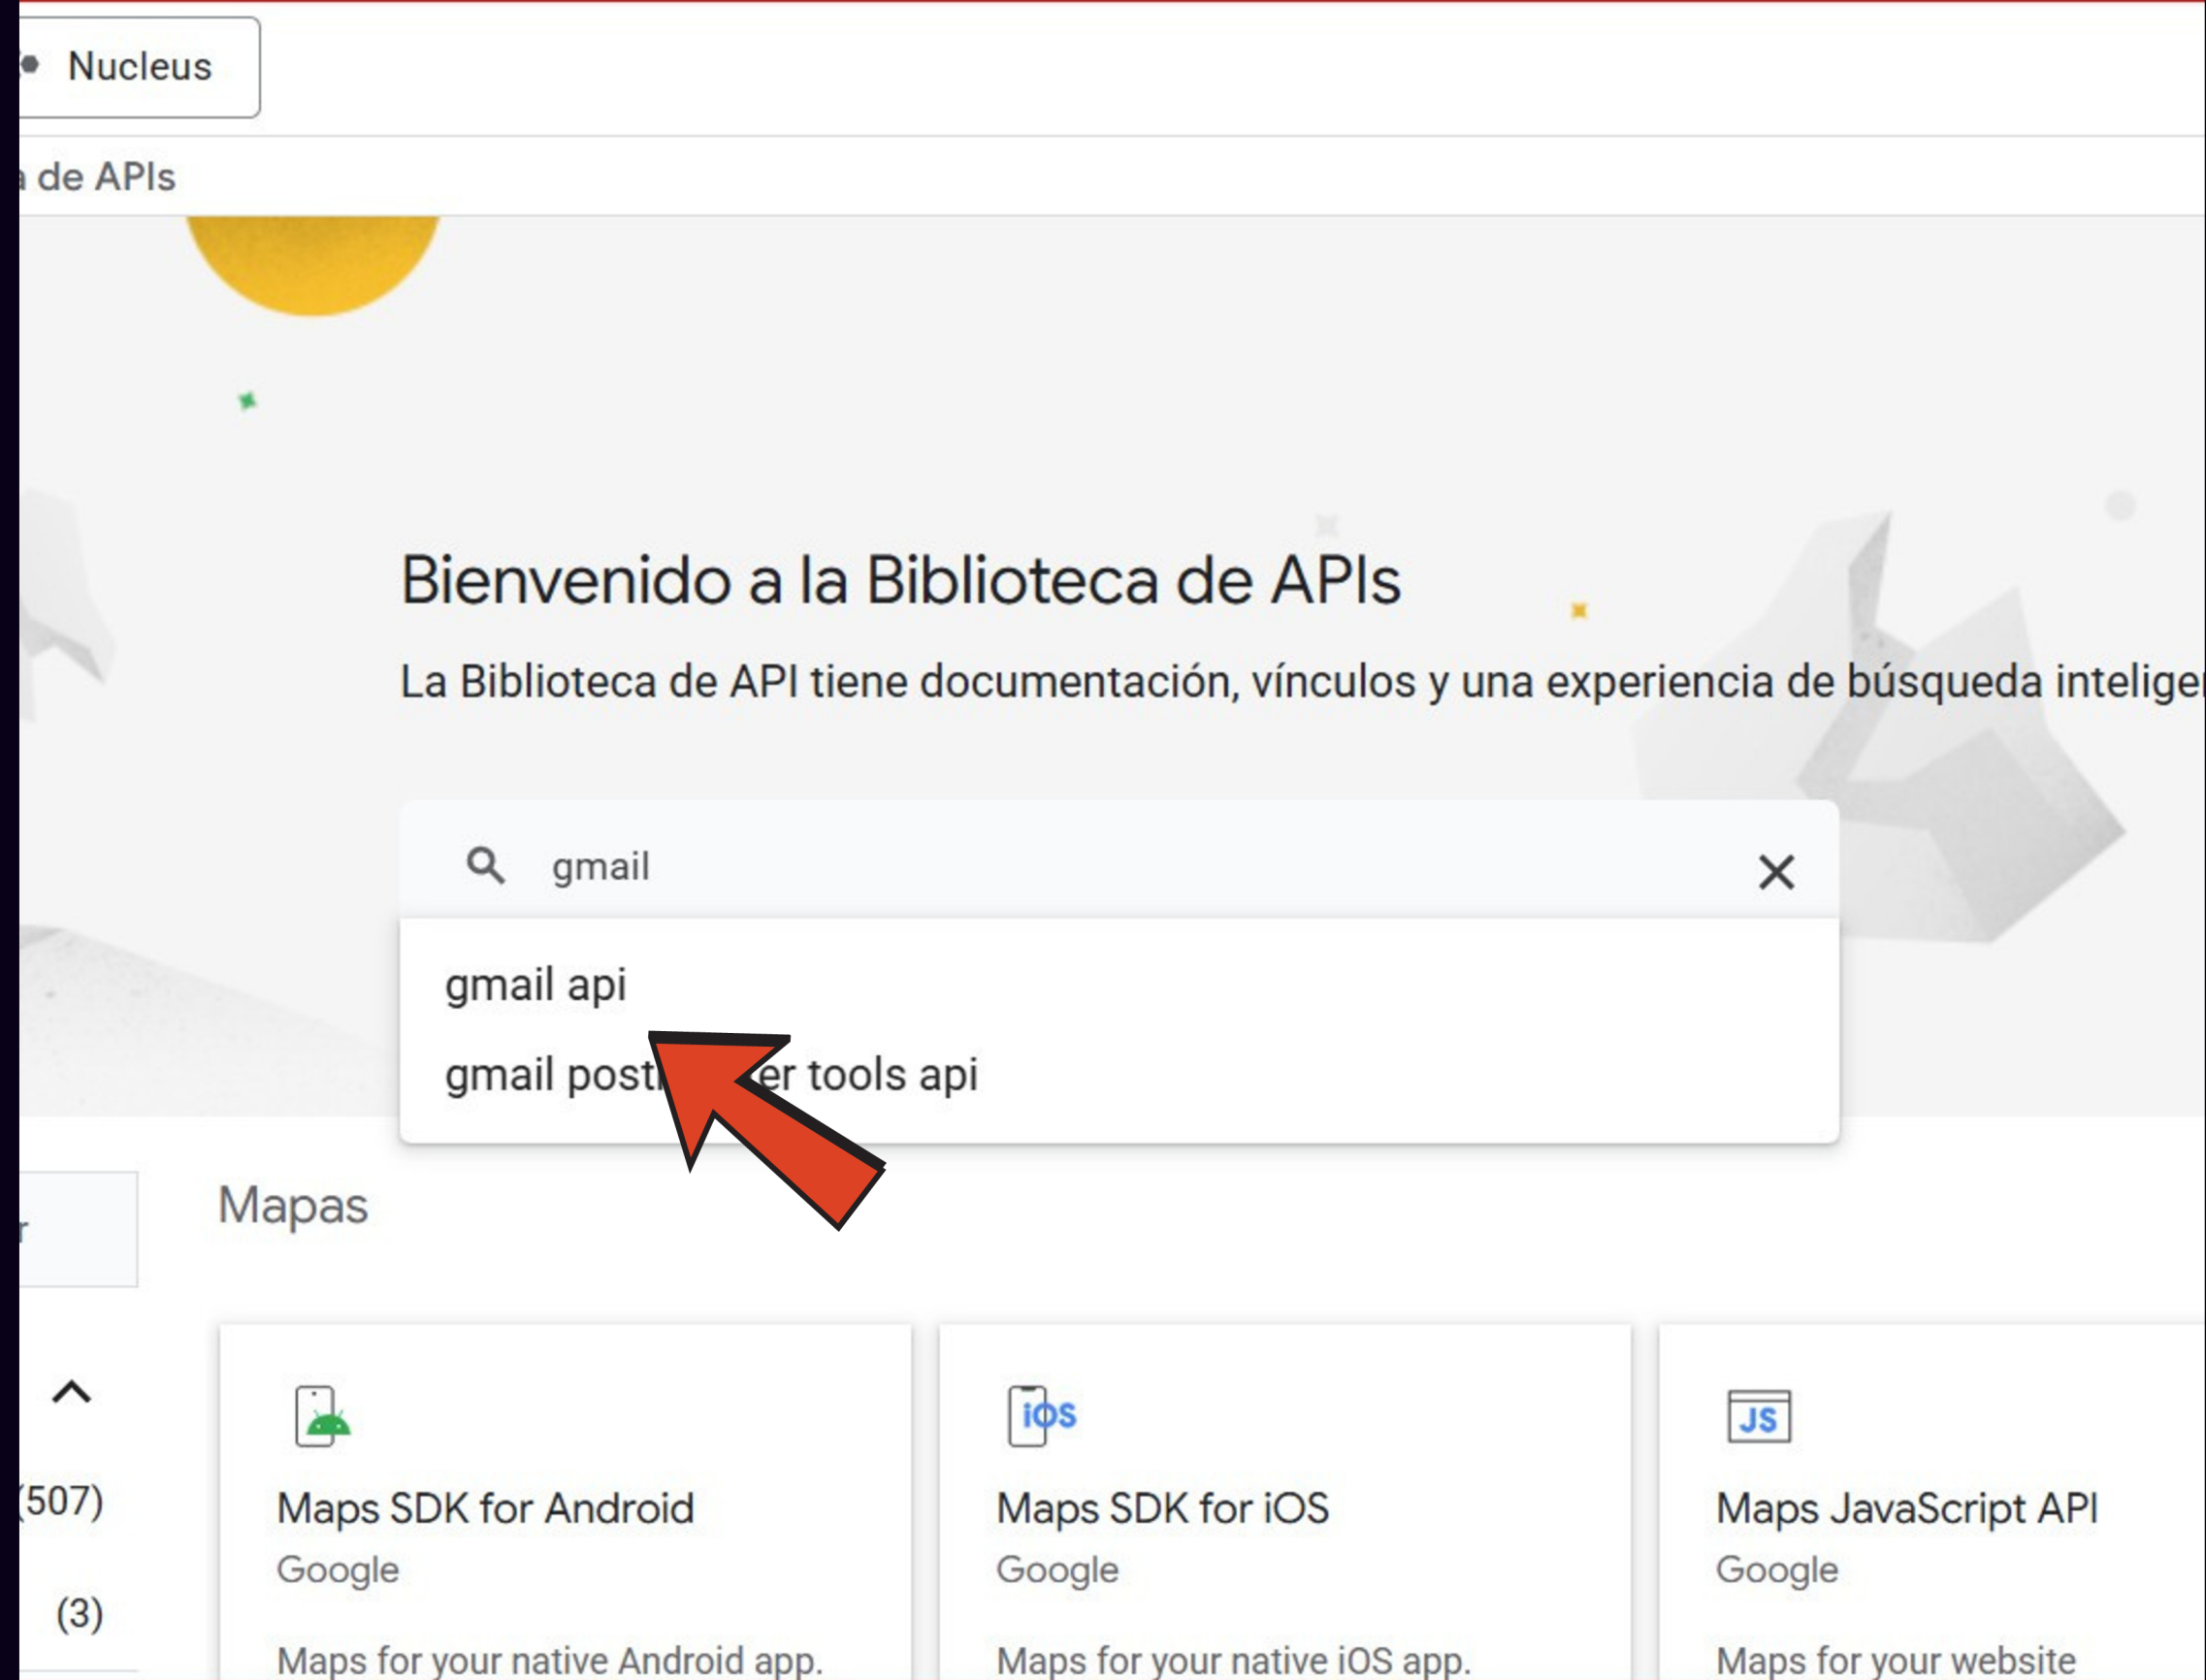 Nucleus
de APIs
Bienvenido a la Biblioteca de APIs
La Biblioteca de API tiene documentación, vínculos y una experiencia de búsqueda
gmail
gmail api
gmail tools api
Mapas
(507)
(3)
Maps SDK for Android
Google
Maps for your native Android app.
iOS
Maps SDK for iOS
Google
Maps for your native iOS app.
JS
Maps JavaScript API
Google
Maps for your website